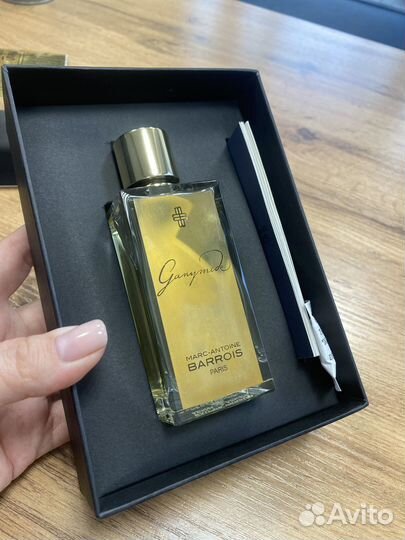 Ganymede
MARC-ANTOINE
BARROIS
PARIS
Avito